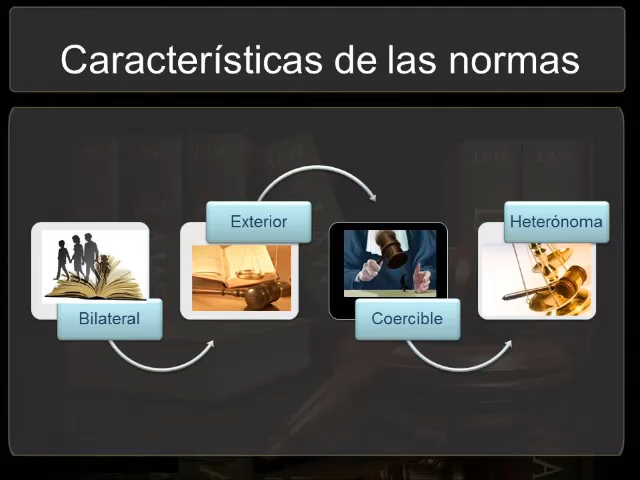 Características de las normas
Bilateral
Exterior
Coercible
Heterónoma